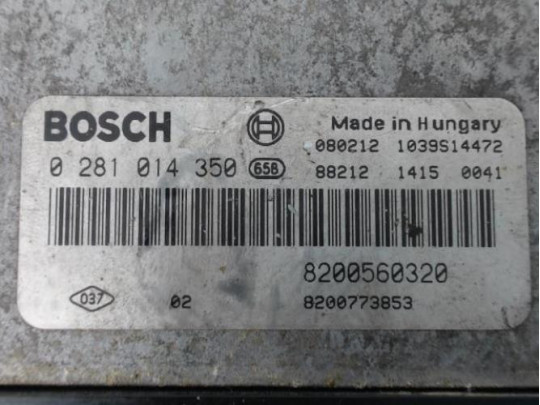 BOSCH
Made in Hungary
080212 1039S14472
0 281 014 350 656
88212 1415 0041
8200560320
037 02 8200773853